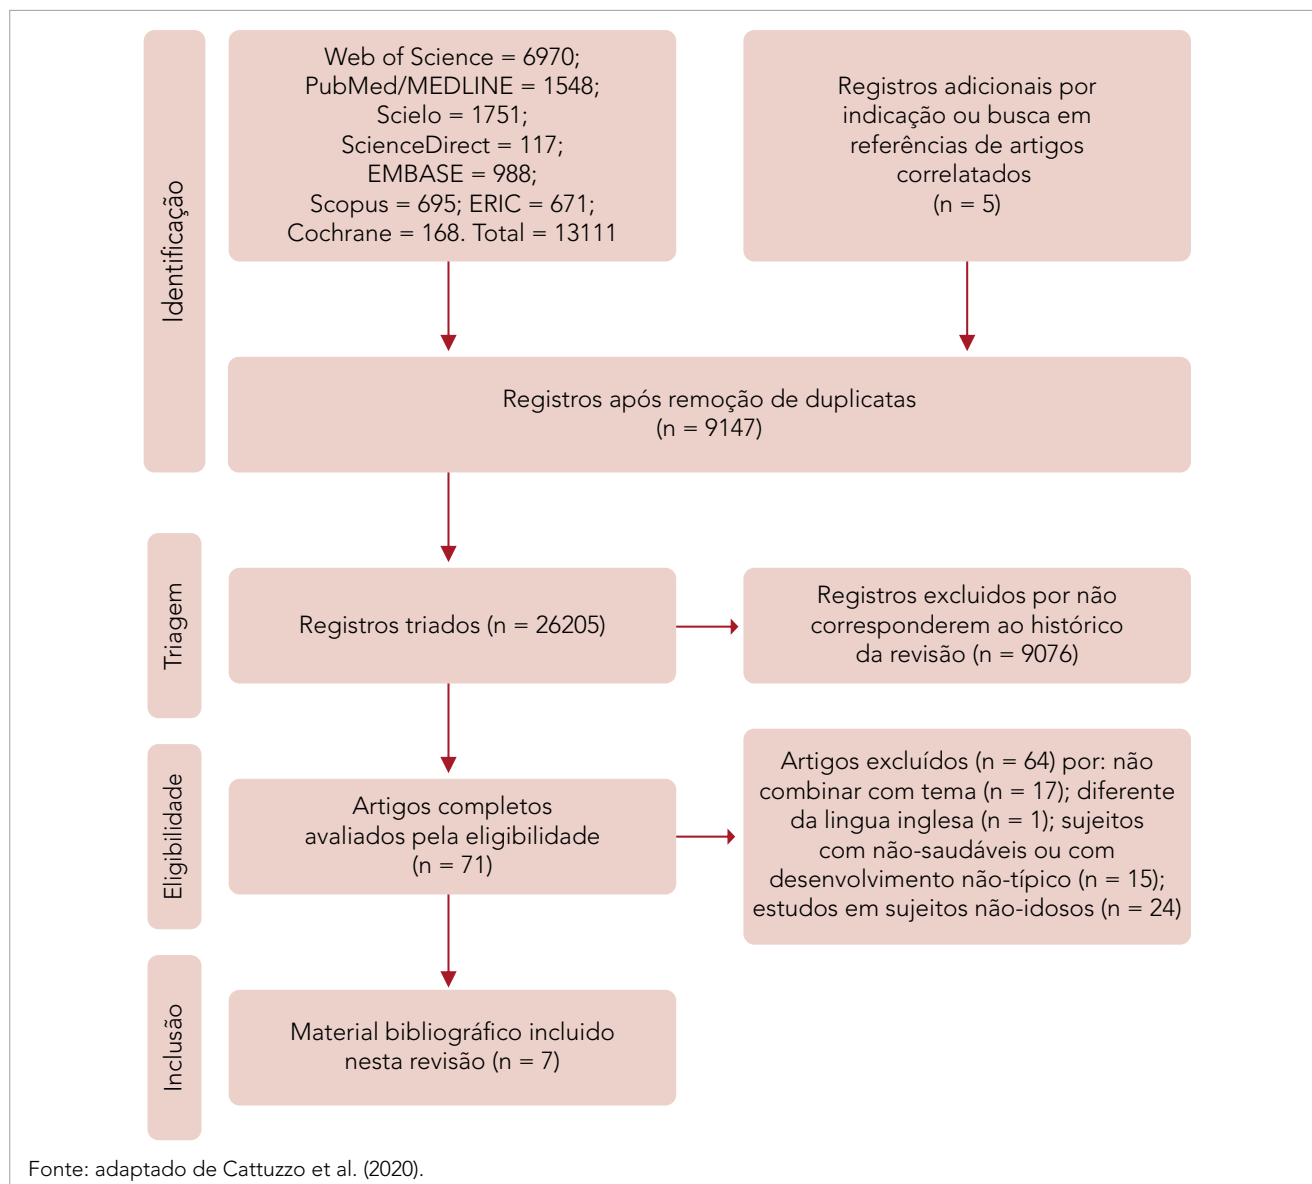 Identificação
Web of Science = 6970;
PubMed/MEDLINE = 1548;
Scielo = 1751;
ScienceDirect = 117;
EMBASE = 988;
Scopus = 695; ERIC = 671;
Cochrane = 168. Total = 13111
Registros adicionais por
indicação ou busca em
referências de artigos
correlatados
(n = 5)
Registros após remoção de duplicatas
(n = 9147)
Triagem
Registros triados (n = 26205)
Registros excluidos por não
corresponderem ao histórico
da revisão (n = 9076)
Eligibilidade
Artigos completos
avaliados pela eligibilidade
(n = 71)
Artigos excluídos (n = 64) por: não
combinar com tema (n = 17); diferente
da lingua inglesa (n = 1); sujeitos
com não-saudáveis ou com
desenvolvimento não-típico (n = 15);
estudos em sujeitos não-idosos (n = 24)
Inclusão
Material bibliográfico incluido
nesta revisão (n = 7)
Fonte: adaptado de Cattuzzo et al. (2020).